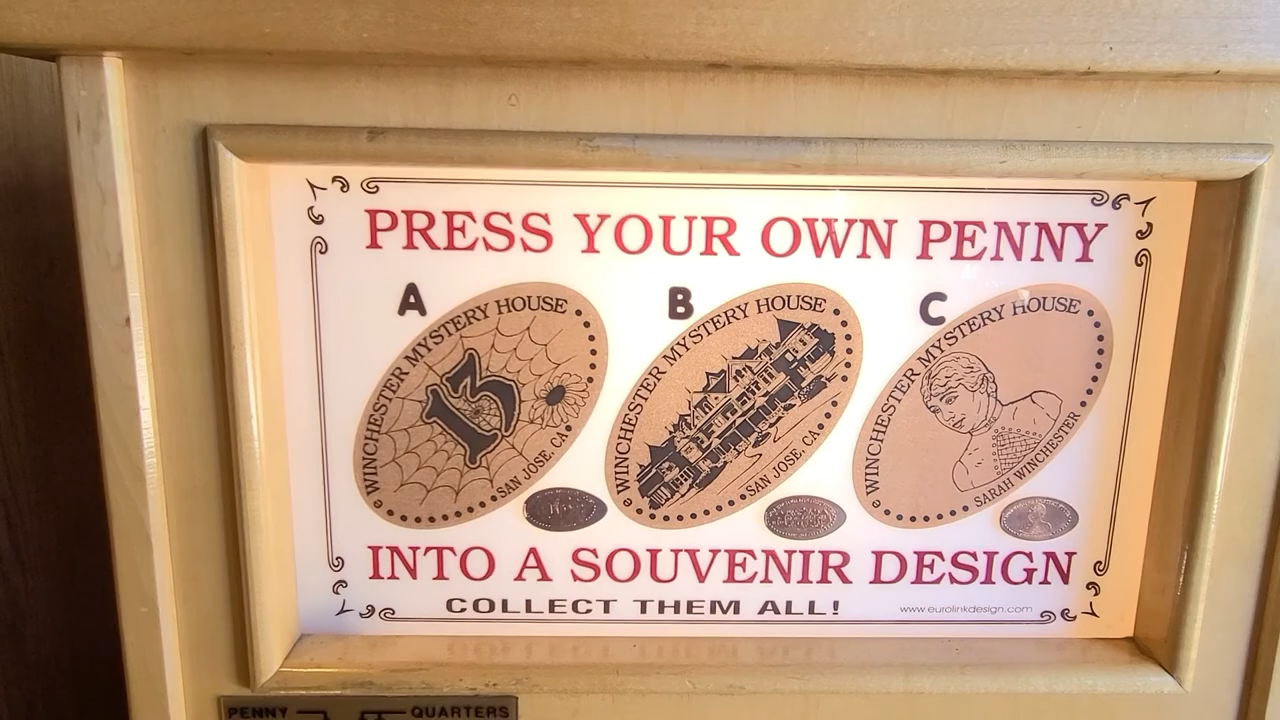 PRESS YOUR OWN PENNY
A
WINCHESTER MYSTERY HOUSE
13
SAN JOSE, CA
B
WINCHESTER MYSTERY HOUSE
SAN JOSE, CA
C
WINCHESTER MYSTERY HOUSE
SARAH WINCHESTER
INTO A SOUVENIR DESIGN
COLLECT THEM ALL!
www.eurolinkdesign.com
PENNY
QUARTERS